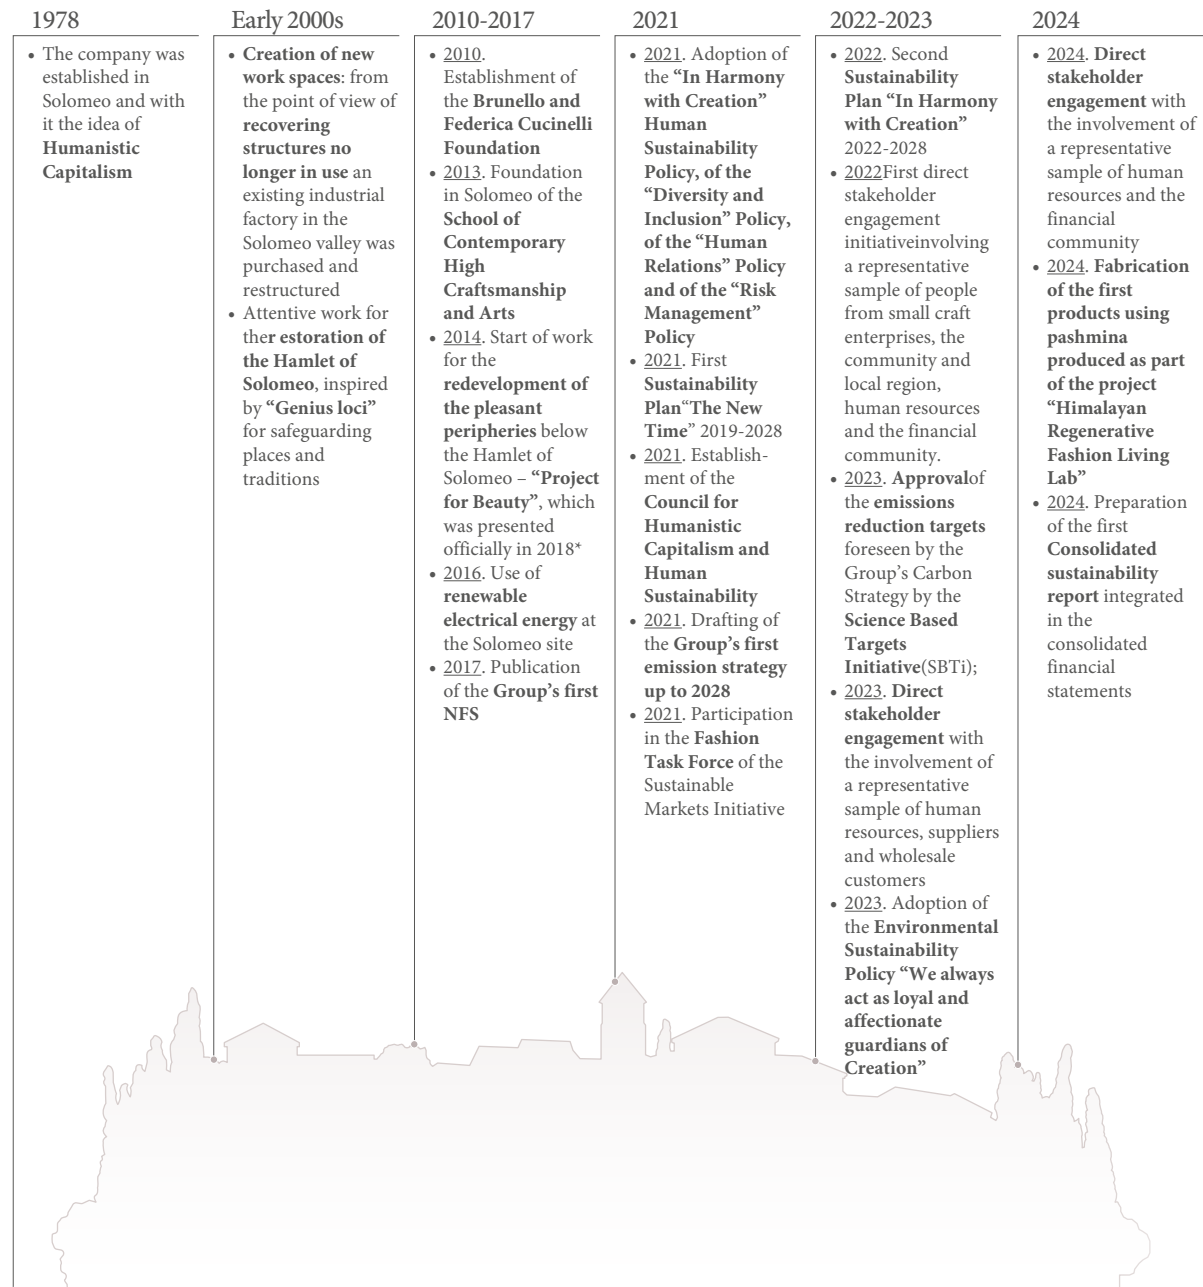 1978
• The company was
established in
Solomeo and with
it the idea of
Humanistic
Capitalism
Early 2000s
• Creation of new
work spaces: from
the point of view of
recovering
structures no
longer in use an
existing industrial
factory in the
Solomeo valley was
purchased and
restructured
• Attentive work for
ther estoration of
the Hamlet of
Solomeo, inspired
by “Genius loci”
for safeguarding
places and
traditions
2010-2017
• 2010.
Establishment of
the Brunello and
Federica Cucinelli
Foundation
• 2013. Foundation
in Solomeo of the
School of
Contemporary
High
Craftsmanship
and Arts
• 2014. Start of work
for the
redevelopment of
the pleasant
peripheries below
the Hamlet of
Solomeo – “Project
for Beauty”, which
was presented
officially in 2018*
• 2016. Use of
renewable
electrical energy at
the Solomeo site
• 2017. Publication
of the Group’s first
NFS
2021
• 2021. Adoption of
the “In Harmony
with Creation”
Human
Sustainability
Policy, of the
“Diversity and
Inclusion” Policy,
of the “Human
Relations” Policy
and of the “Risk
Management”
Policy
• 2021. First
Sustainability
Plan“The New
Time” 2019-2028
• 2021. Establish-
ment of the
Council for
Humanistic
Capitalism and
Human
Sustainability
• 2021. Drafting of
the Group’s first
emission strategy
up to 2028
• 2021. Participation
in the Fashion
Task Force of the
Sustainable
Markets Initiative
2022-2023
• 2022. Second
Sustainability
Plan “In Harmony
with Creation”
2022-2028
• 2022First direct
stakeholder
engagement
initiativeinvolving
a representative
sample of people
from small craft
enterprises, the
community and
local region,
human resources
and the financial
community.
• 2023. Approvalof
the emissions
reduction targets
foreseen by the
Group’s Carbon
Strategy by the
Science Based
Targets
Initiative(SBTi);
• 2023. Direct
stakeholder
engagement with
the involvement of
a representative
sample of human
resources, suppliers
and wholesale
customers
• 2023. Adoption of
the Environmental
Sustainability
Policy “We always
act as loyal and
affectionate
guardians of
Creation”
2024
• 2024. Direct
stakeholder
engagement with
the involvement of
a representative
sample of human
resources and the
financial
community
• 2024. Fabrication
of the first
products using
pashmina
produced as part
of the project
“Himalayan
Regenerative
Fashion Living
Lab”
• 2024. Preparation
of the first
Consolidated
sustainability
report integrated
in the
consolidated
financial
statements